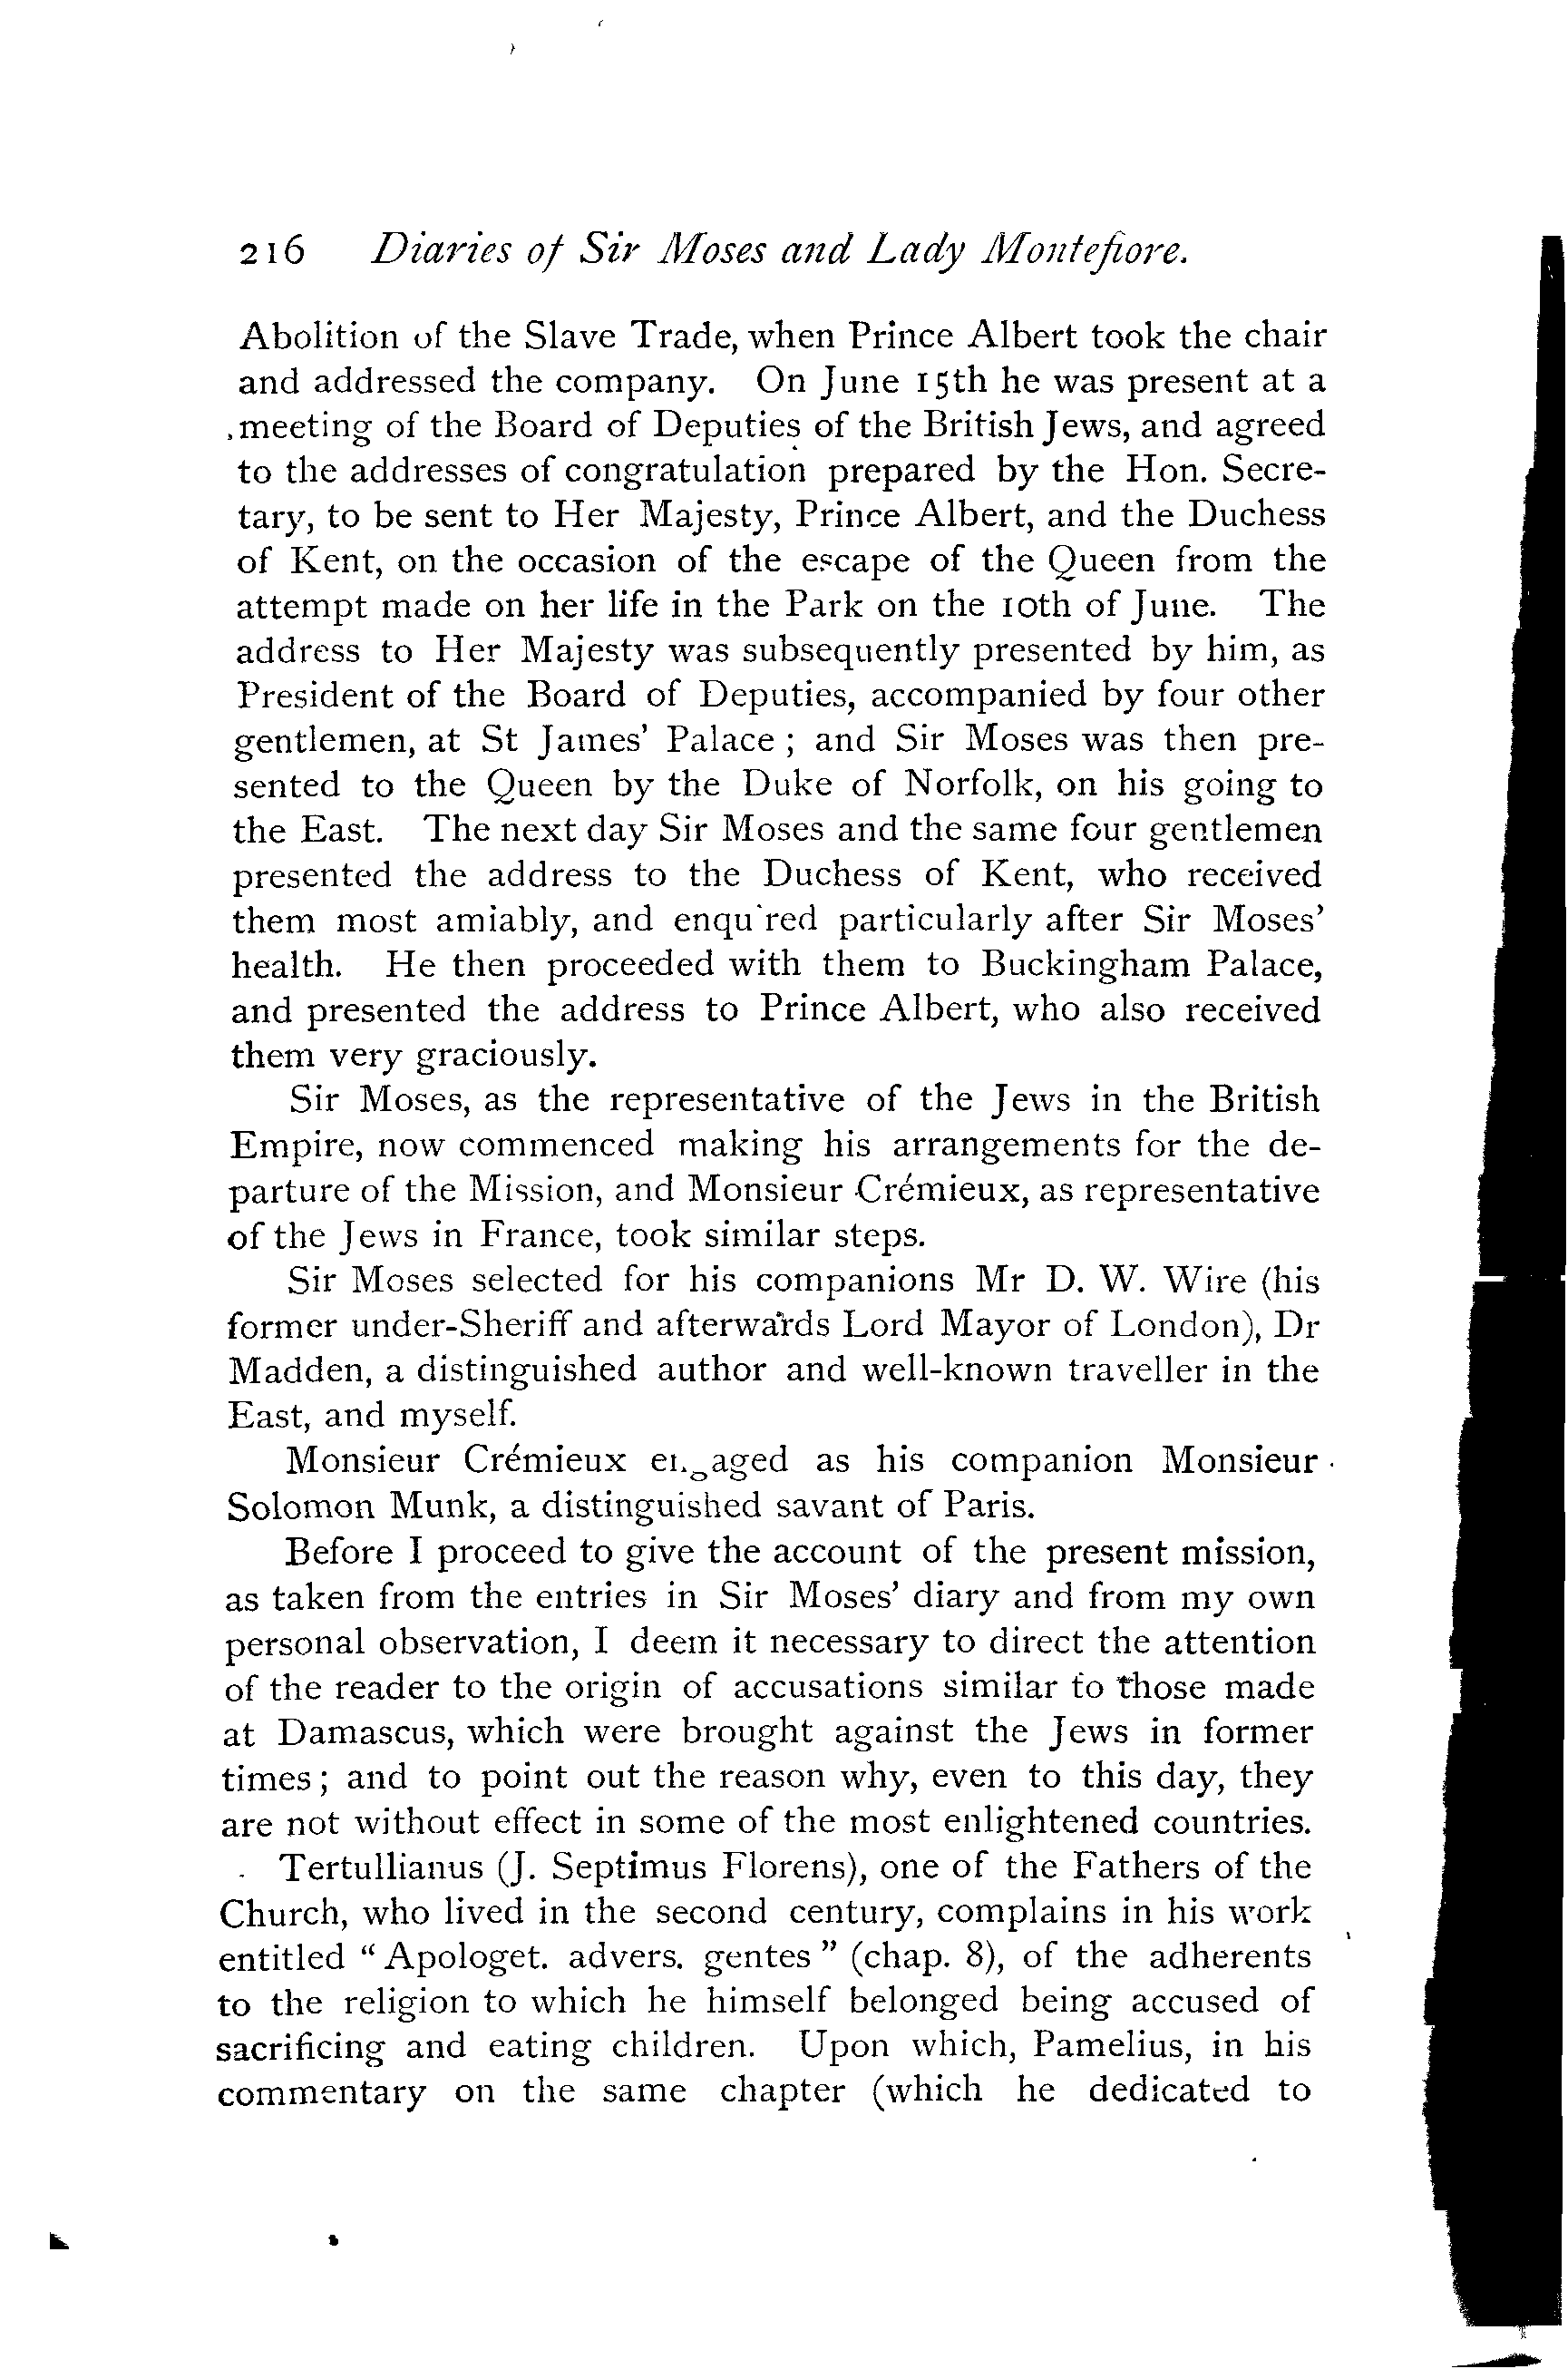 216 Diaries of Sir Moses and Lady Montefiore.
Abolition of the Slave Trade, when Prince Albert took the chair
and addressed the company. On June 15th he was present at a
meeting of the Board of Deputies of the British Jews, and agreed
to the addresses of congratulation prepared by the Hon. Secre-
tary, to be sent to Her Majesty, Prince Albert, and the Duchess
of Kent, on the occasion of the escape of the Queen from the
attempt made on her life in the Park on the 10th of June. The
address to Her Majesty was subsequently presented by him, as
President of the Board of Deputies, accompanied by four other
gentlemen, at St James' Palace ; and Sir Moses was then pre-
sented to the Queen by the Duke of Norfolk, on his going to
the East. The next day Sir Moses and the same four gentlemen
presented the address to the Duchess of Kent, who received
them most amiably, and enquired particularly after Sir Moses'
health. He then proceeded with them to Buckingham Palace,
and presented the address to Prince Albert, who also received
them very graciously.
Sir Moses, as the representative of the Jews in the British
Empire, now commenced making his arrangements for the de-
parture of the Mission, and Monsieur Crémieux, as representative
of the Jews in France, took similar steps.
Sir Moses selected for his companions Mr D. W. Wire (his
former under-Sheriff and afterwards Lord Mayor of London), Dr
Madden, a distinguished author and well-known traveller in the
East, and myself.
Monsieur Crémieux engaged as his companion Monsieur
Solomon Munk, a distinguished savant of Paris.
Before I proceed to give the account of the present mission,
as taken from the entries in Sir Moses' diary and from my own
personal observation, I deem it necessary to direct the attention
of the reader to the origin of accusations similar to those made
at Damascus, which were brought against the Jews in former
times ; and to point out the reason why, even to this day, they
are not without effect in some of the most enlightened countries.
Tertullianus (J. Septimus Florens), one of the Fathers of the
Church, who lived in the second century, complains in his work
entitled " Apologet. advers. gentes " (chap. 8), of the adherents
to the religion to which he himself belonged being accused of
sacrificing and eating children. Upon which, Pamelius, in his
commentary on the same chapter (which he dedicated to